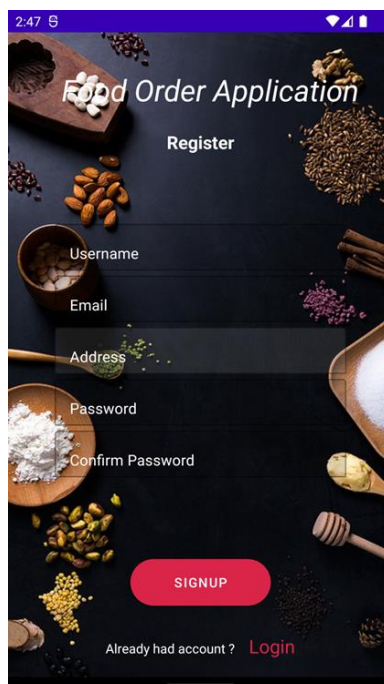 2:47
Food Order Application
Register
Username
Email
Address
Password
Confirm Password
SIGNUP
Already had account ? Login